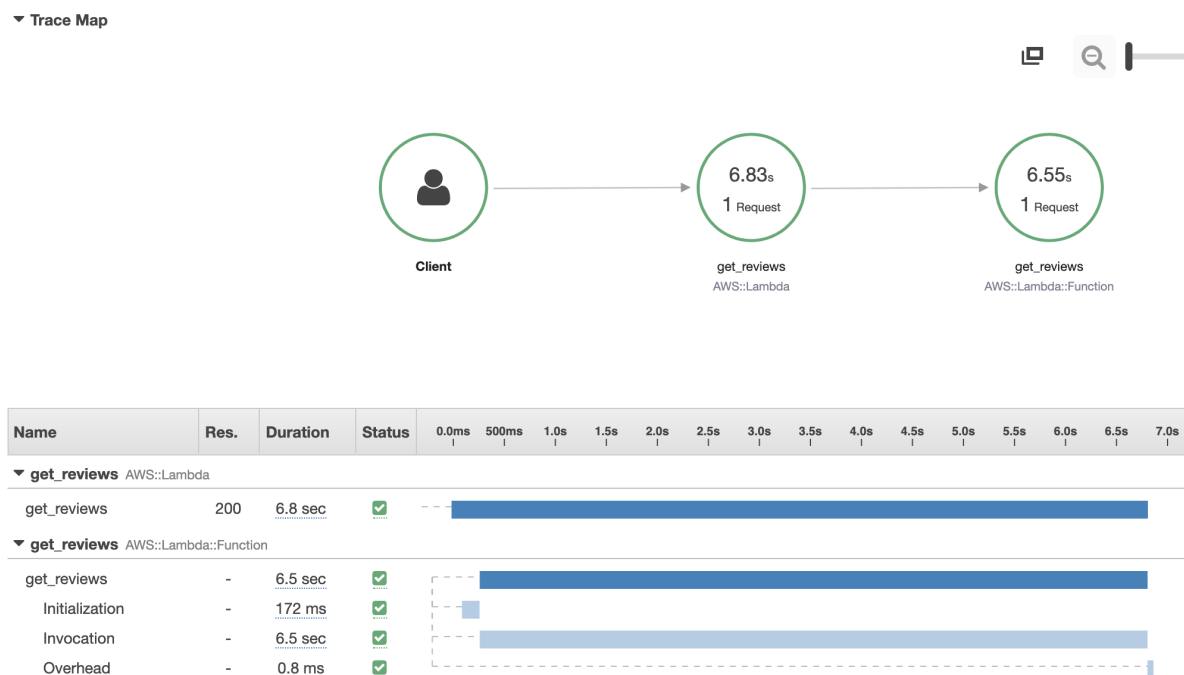 Trace Map
6.83s
1 Request
6.55s
1 Request
Client
get_reviews
AWS::Lambda
get_reviews
AWS::Lambda::Function
Name Res. Duration Status 0.0ms 500ms 1.0s 1.5s 2.0s 2.5s 3.0s 3.5s 4.0s 4.5s 5.0s 5.5s 6.0s 6.5s 7.0s
get_reviews AWS::Lambda
get_reviews 200 6.8 sec
get_reviews AWS::Lambda::Function
get_reviews - 6.5 sec
Initialization - 172 ms
Invocation - 6.5 sec
Overhead - 0.8 ms